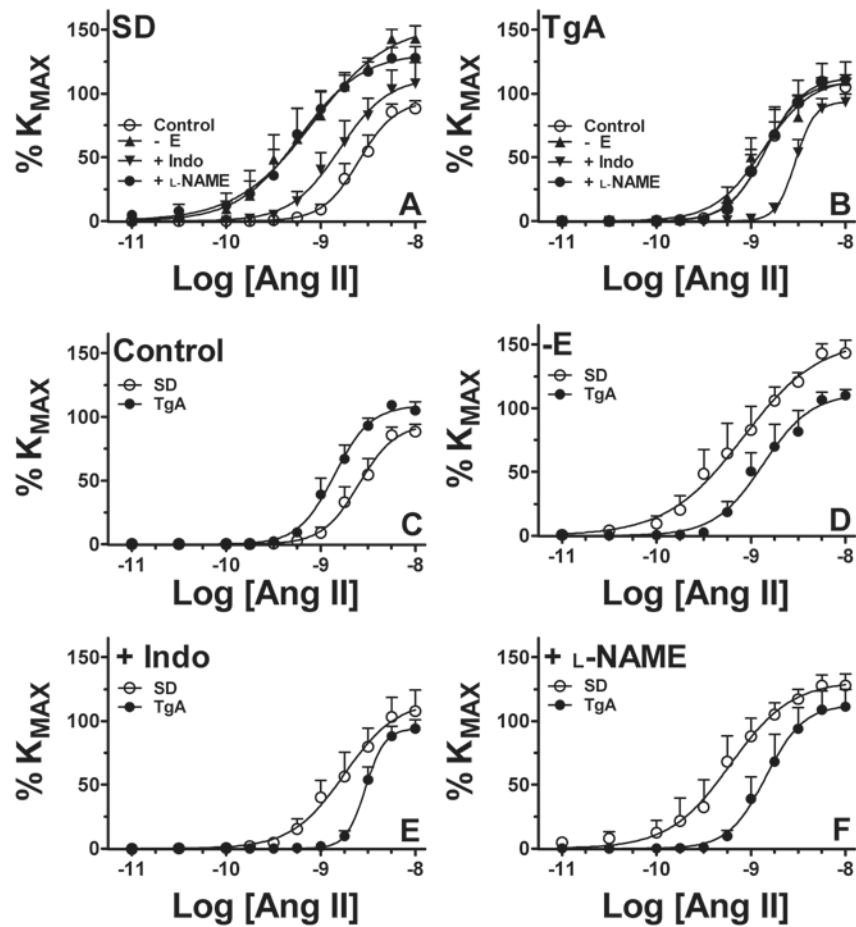 SD
% KMAX
150
100
50
0
Control
- E
+ Indo
+ L-NAME
A
-11 -10 -9 -8
Log [Ang II]
TgA
% KMAX
150
100
50
0
Control
- E
+ Indo
+ L-NAME
B
-11 -10 -9 -8
Log [Ang II]
Control
% KMAX
150
100
50
0
SD
TgA
C
-11 -10 -9 -8
Log [Ang II]
-E
% KMAX
150
100
50
0
SD
TgA
D
-11 -10 -9 -8
Log [Ang II]
+ Indo
% KMAX
150
100
50
0
SD
TgA
E
-11 -10 -9 -8
Log [Ang II]
+ L-NAME
% KMAX
150
100
50
0
SD
TgA
F
-11 -10 -9 -8
Log [Ang II]